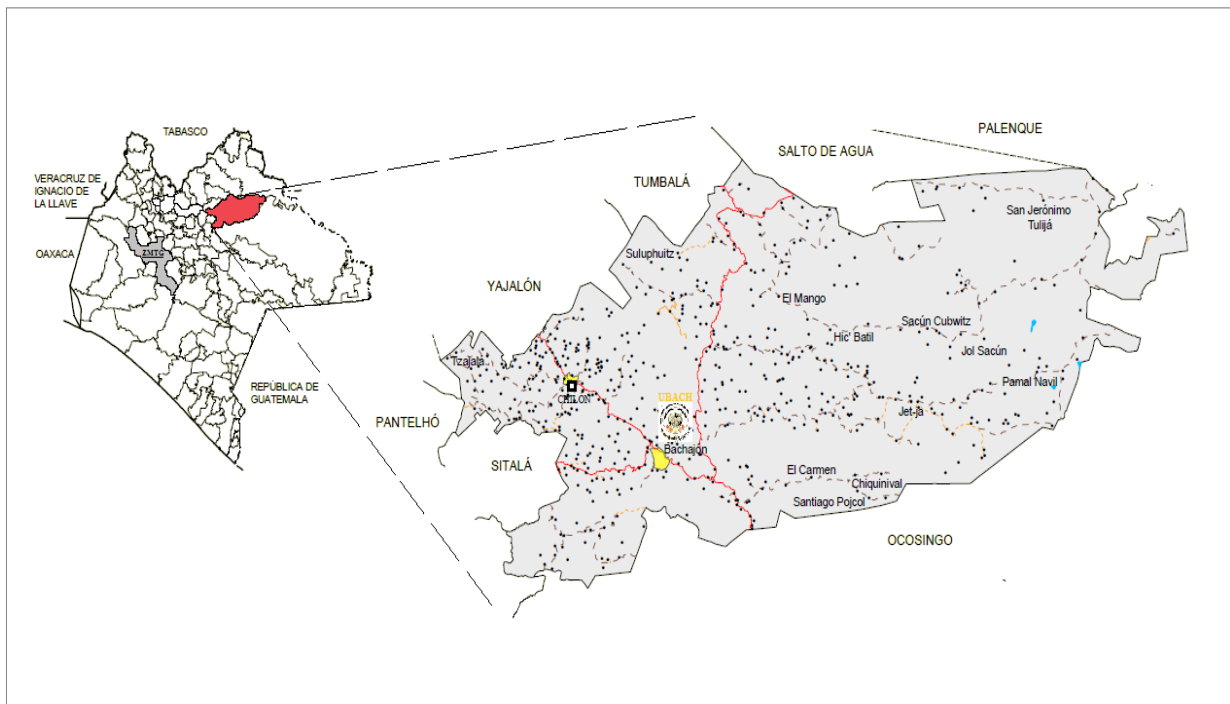 TABASCO
VERACRUZ DE
IGNACIO DE
LA LLAVE
OAXACA
ZMTG
REPÚBLICA DE
GUATEMALA
PALENQUE
SALTO DE AGUA
TUMBALÁ
San Jerónimo
Tulijá
Suluphuitz
YAJALÓN
El Mango
Sacún Cubwitz
Hic' Batil
Jol Sacún
Tzajalá
Pamal Navil
CHILÓN
UBACH
Jet-já
PANTELHÓ
Bachajón
SITALÁ
El Carmen
Chiquinival
Santiago Pojcol
OCOSINGO